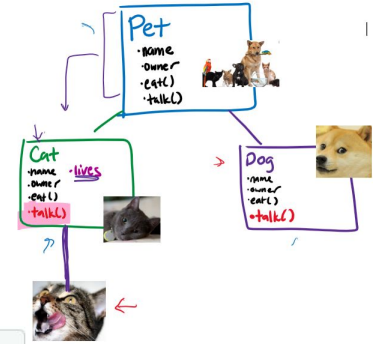 Pet
·name
·owner
·eat()
·talk()
Cat
·name ·lives
·owner
·eat()
·talk()
Dog
·name
·owner
·eat()
·talk()